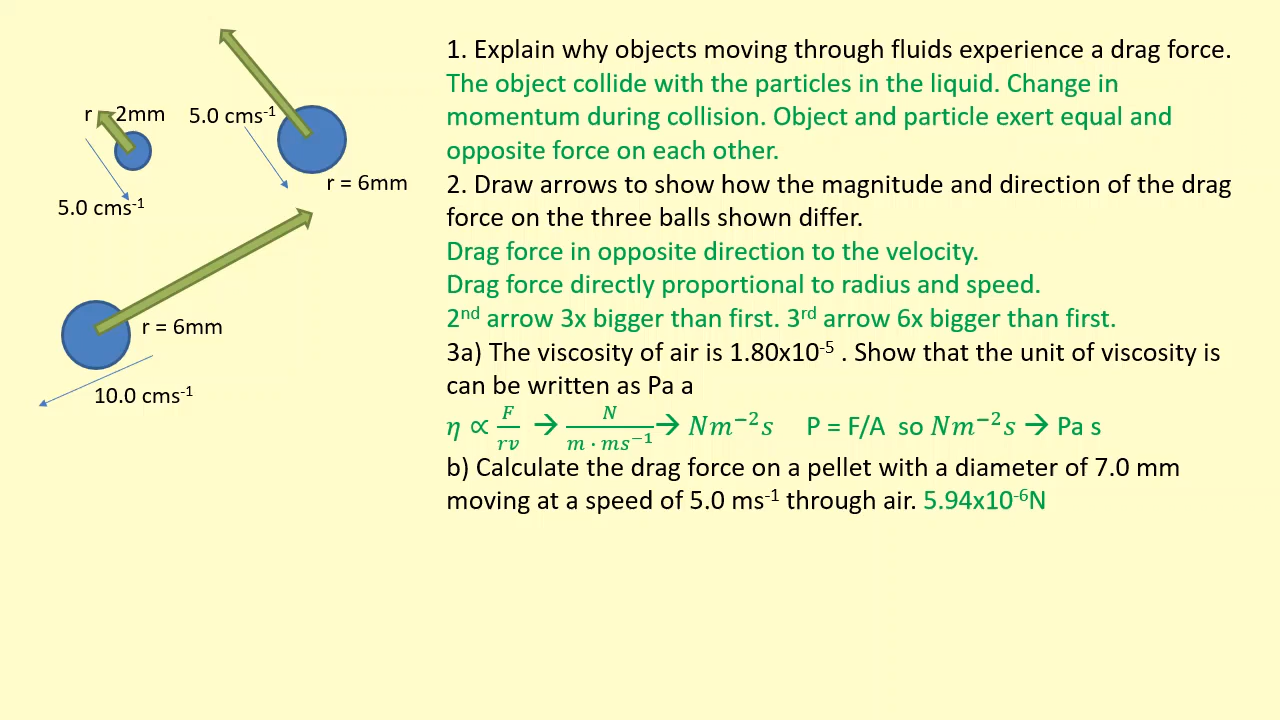 r 2mm
5.0 cms⁻¹
5.0 cms⁻¹
r = 6mm
r = 6mm
10.0 cms⁻¹
1. Explain why objects moving through fluids experience a drag force.
The object collide with the particles in the liquid. Change in
momentum during collision. Object and particle exert equal and
opposite force on each other.
2. Draw arrows to show how the magnitude and direction of the drag
force on the three balls shown differ.
Drag force in opposite direction to the velocity.
Drag force directly proportional to radius and speed.
2ⁿᵈ arrow 3x bigger than first. 3ʳᵈ arrow 6x bigger than first.
3a) The viscosity of air is 1.80x10⁻⁵ . Show that the unit of viscosity is
can be written as Pa a
η ∝ F/rv → N/m · ms⁻¹ → Nm⁻²s P = F/A so Nm⁻²s → Pa s
b) Calculate the drag force on a pellet with a diameter of 7.0 mm
moving at a speed of 5.0 ms⁻¹ through air. 5.94x10⁻⁶N